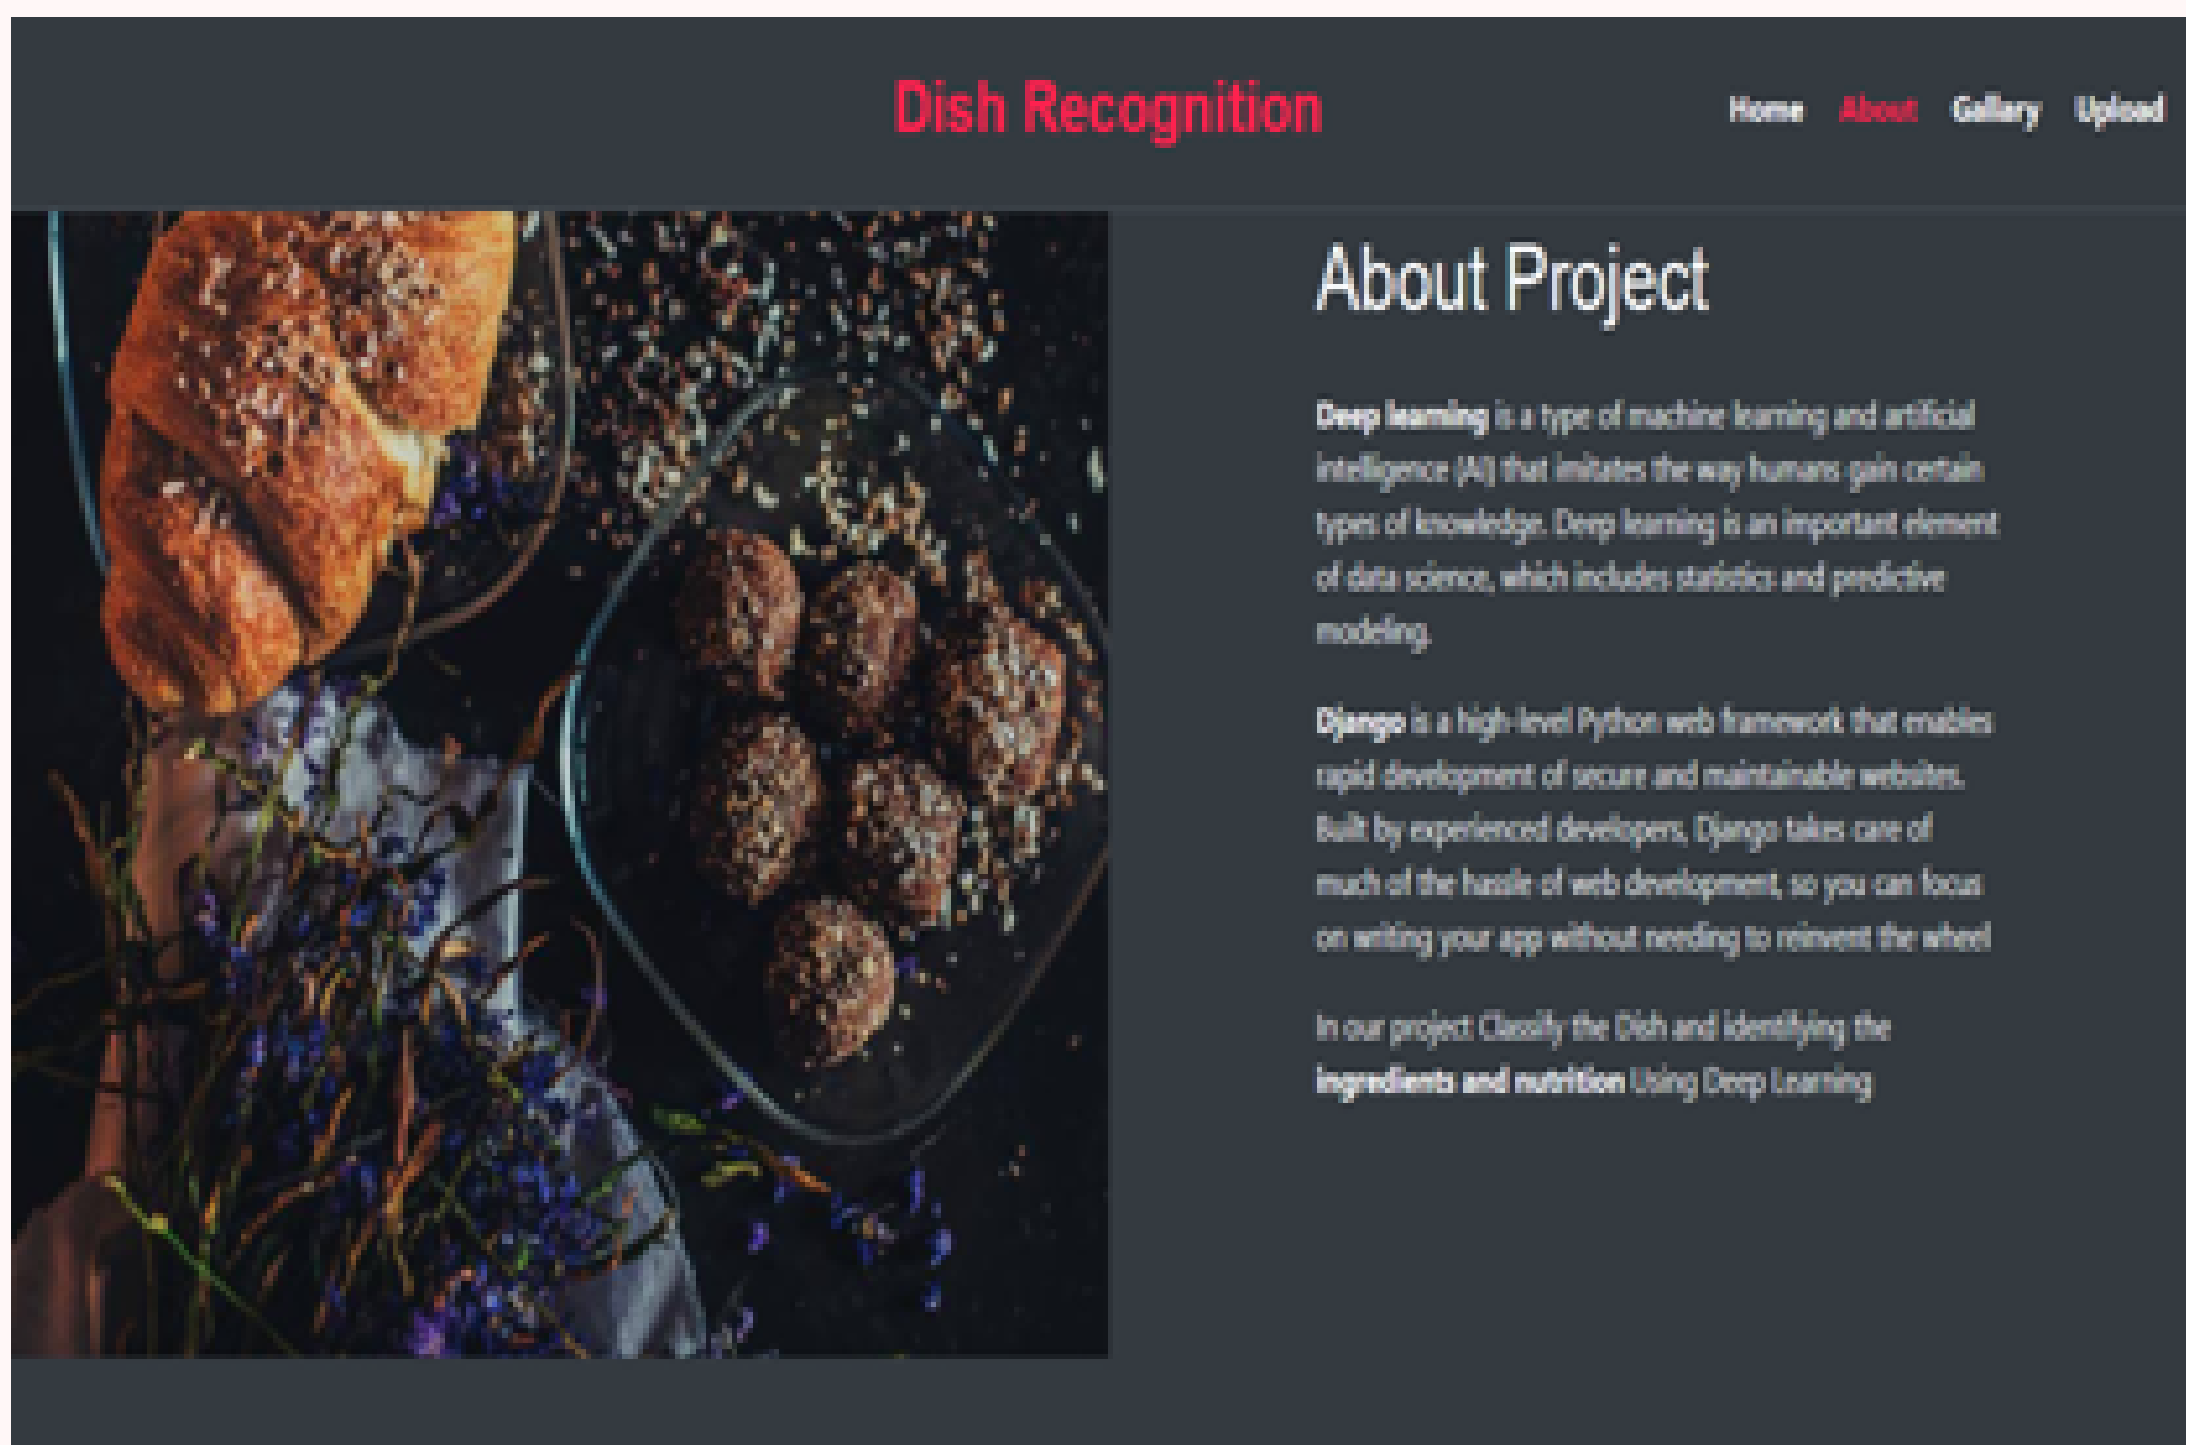 Dish Recognition
Home About Gallary Upload
About Project
Deep learning is a type of machine learning and artificial
intelligence (AI) that imitates the way humans gain certain
types of knowledge. Deep learning is an important element
of data science, which includes statistics and predictive
modeling.
Django is a high-level Python web framework that enables
rapid development of secure and maintainable websites.
Built by experienced developers, Django takes care of
much of the hassle of web development, so you can focus
on writing your app without needing to reinvent the wheel
In our project Classify the Dish and identifying the
ingredients and nutrition Using Deep Learning